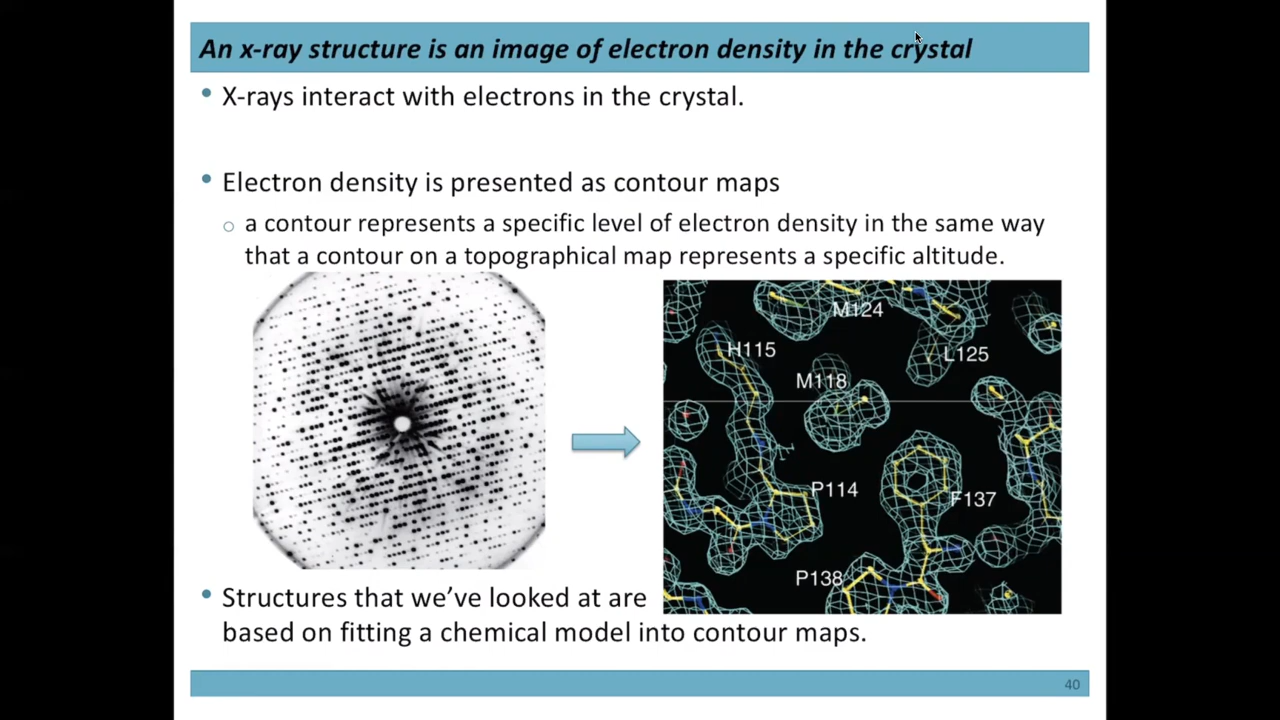 An x-ray structure is an image of electron density in the crystal
• X-rays interact with electrons in the crystal.
• Electron density is presented as contour maps
○ a contour represents a specific level of electron density in the same way
that a contour on a topographical map represents a specific altitude.
M124
H115
L125
M118
P114
F137
P138
• Structures that we’ve looked at are
based on fitting a chemical model into contour maps.
40